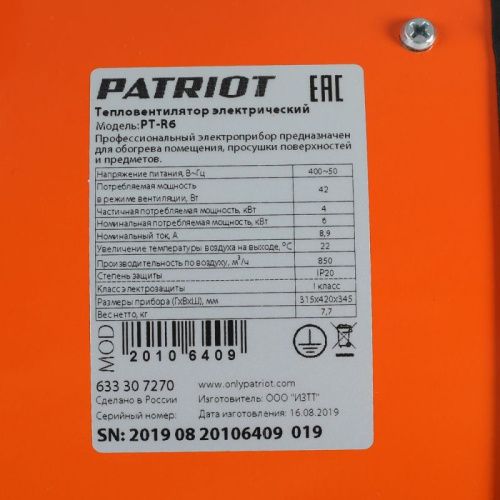 PATRIOT EAC
Тепловентилятор электрический
Модель:PT-R6
Профессиональный электроприбор предназначен
для обогрева помещения, просушки поверхностей
и предметов.
Напряжение питания, В~Гц 400~50
Потребляемая мощность
в режиме вентиляции, Вт 42
Частичная потребляемая мощность, кВт 4
Номинальная потребляемая мощность, кВт 6
Номинальный ток, А 8,9
Увеличение температуры воздуха на выходе, °С 22
Производительность по воздуху, м³/ч 850
Степень защиты IP20
Класс электрозащиты I класс
Размеры прибора (ГхВхШ), мм 315х420х345
Вес нетто, кг 7,7
MOD
2010 6409
633 30 7270 www.onlypatriot.com
Сделано в России Изготовитель: ООО "ИЗТТ"
Серийный номер: Дата изготовления: 16.08.2019
SN: 2019 08 20106409 019